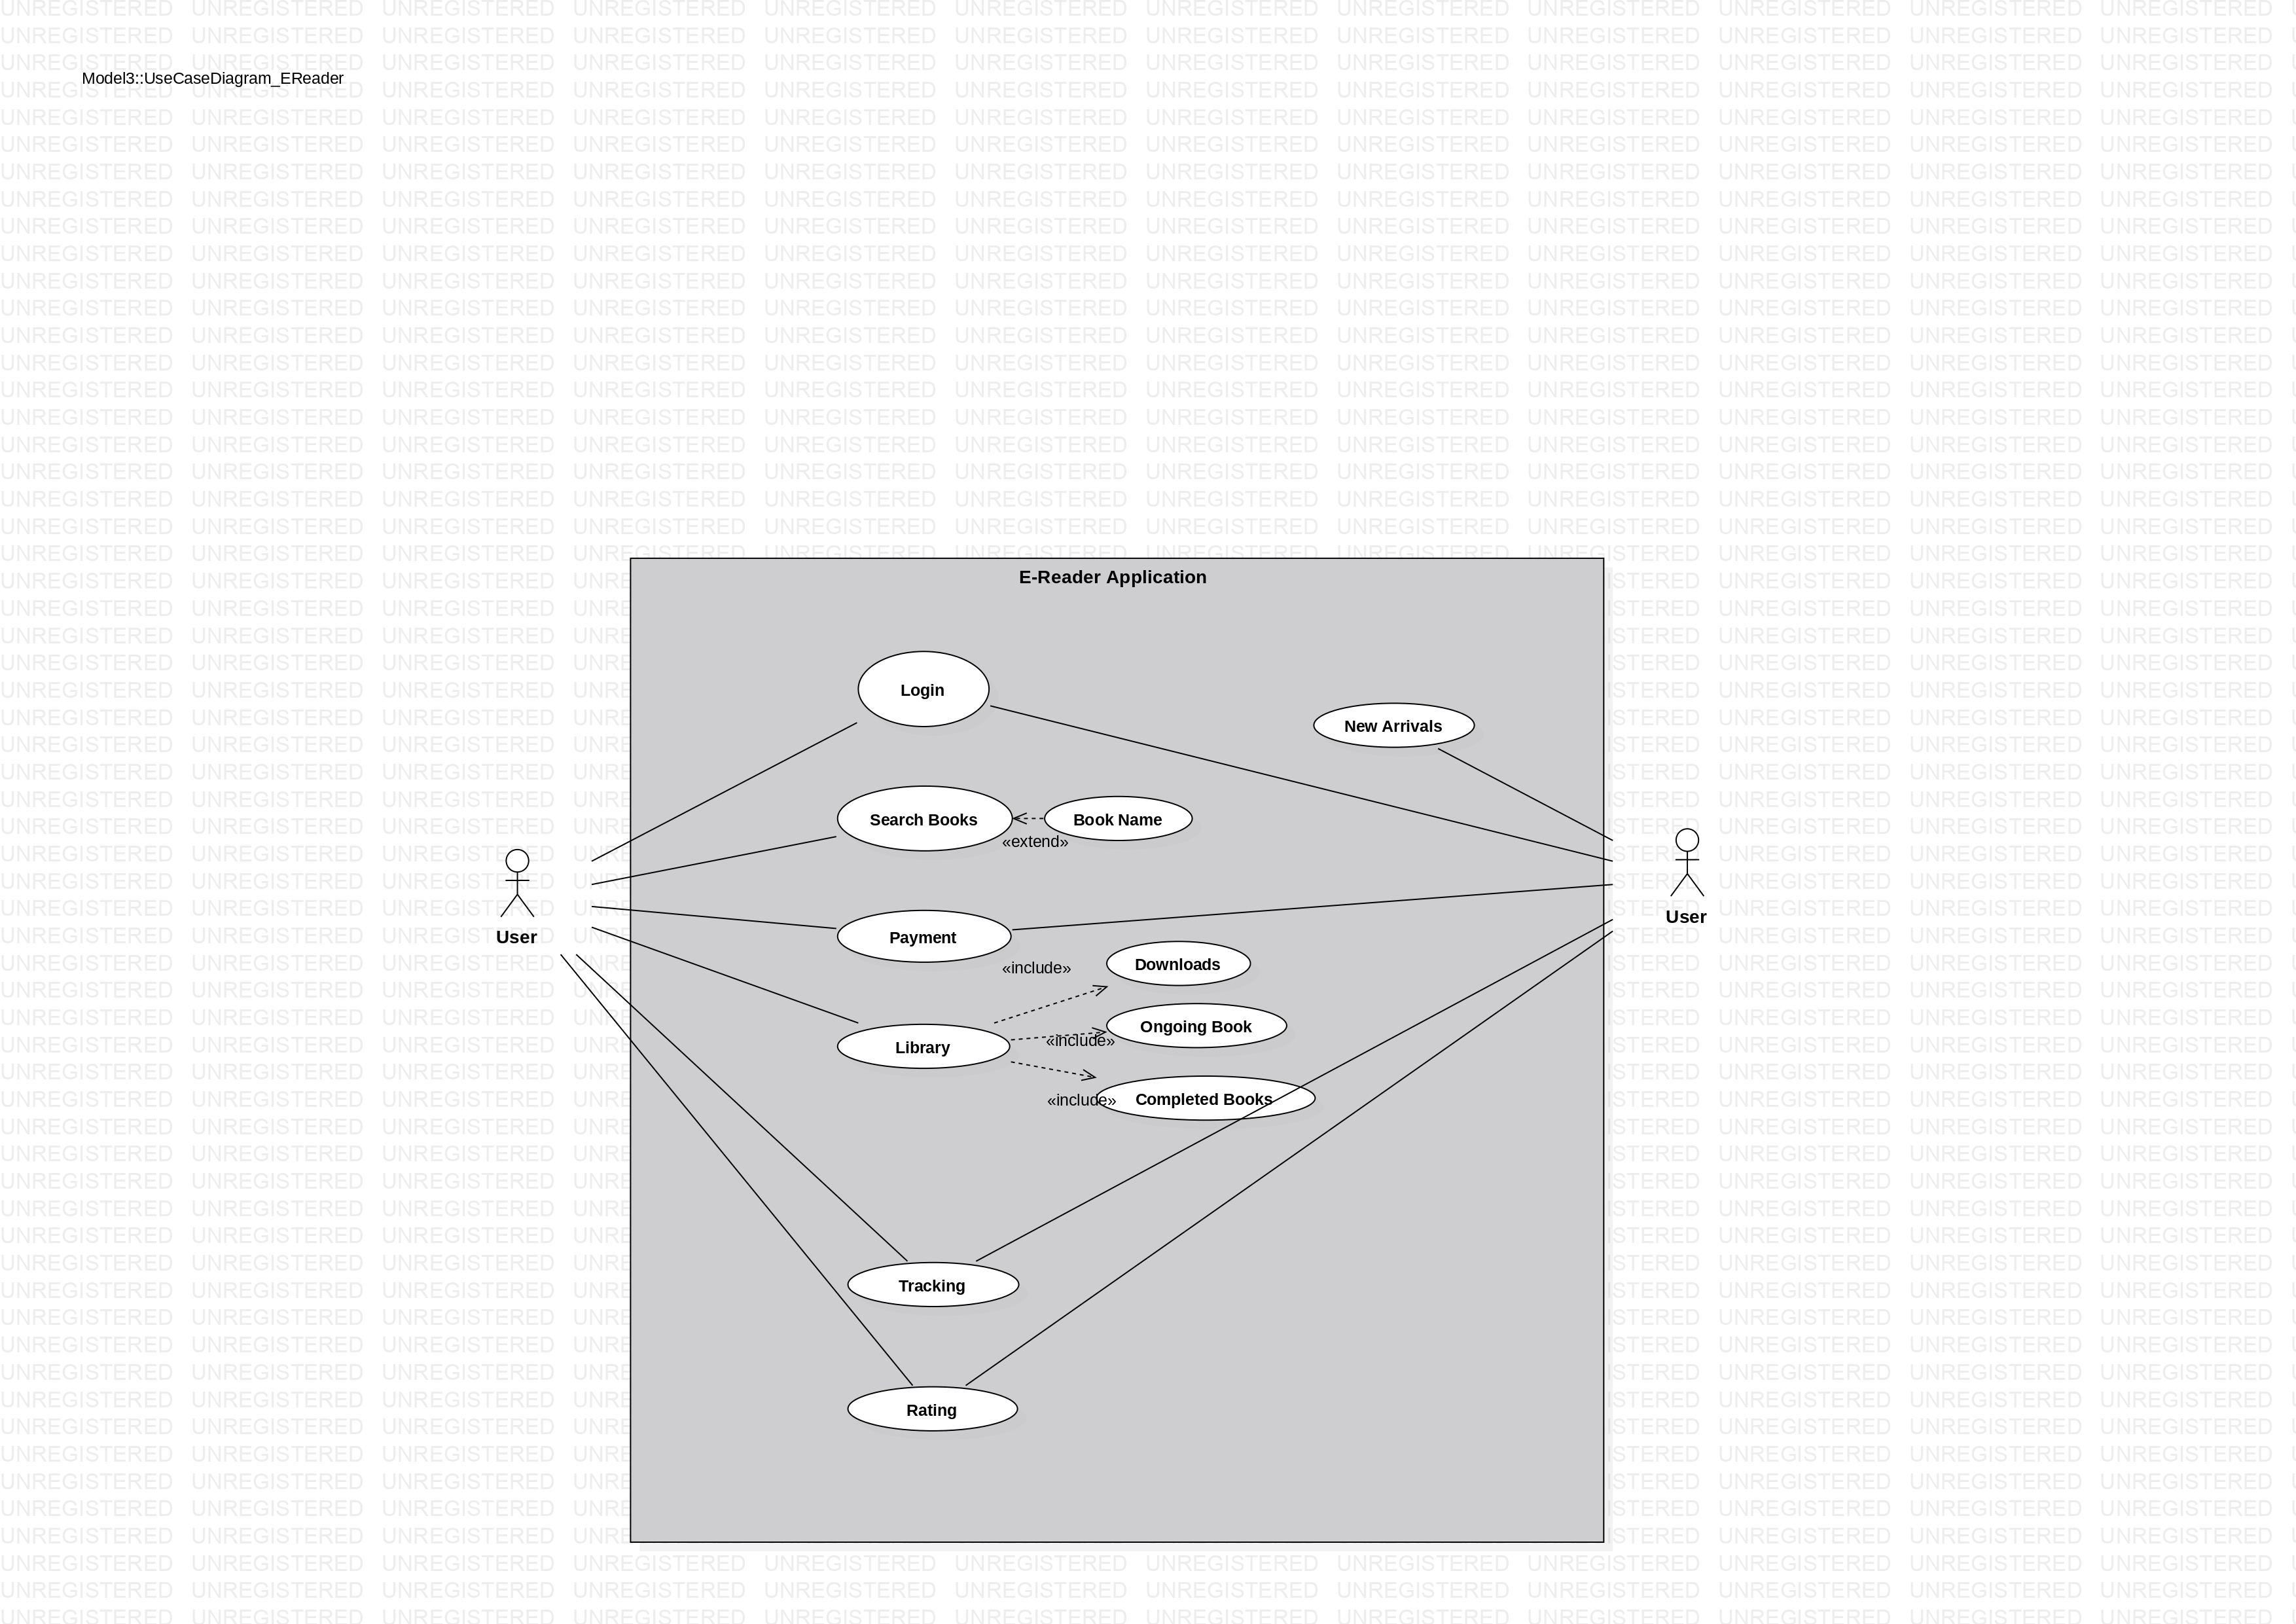 Model3::UseCaseDiagram_EReader
E-Reader Application
Login
New Arrivals
Search Books
Book Name
«extend»
User
User
Payment
Downloads
«include»
Ongoing Book
«include»
Library
Completed Books
«include»
Tracking
Rating
UNREGISTERED